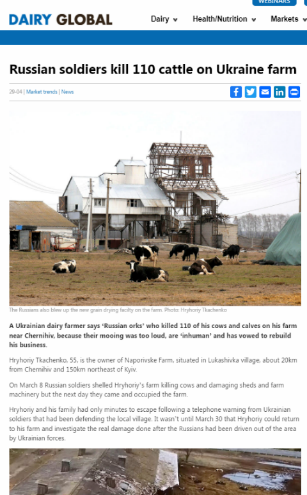 WEBINARS
DAIRY GLOBAL
Dairy Health/Nutrition Markets
Russian soldiers kill 110 cattle on Ukraine farm
29-04 | Market trends | News
The Russians also blew up the new grain drying facility on the farm. Photo: Hryhoriy Tkachenko
A Ukrainian dairy farmer says ‘Russian orks’ who killed 110 of his cows and calves on his farm
near Chernihiv, because their mooing was too loud, are ‘inhuman’ and has vowed to rebuild
his business.
Hryhoriy Tkachenko, 55, is the owner of Naporivske Farm, situated in Lukashivka village, about 20km
from Chernihiv and 150km northeast of Kyiv.
On March 8 Russian soldiers shelled Hryhoriy’s farm killing cows and damaging sheds and farm
machinery but the next day they came and occupied the farm.
Hryhoriy and his family had only minutes to escape following a telephone warning from Ukrainian
soldiers that had been defending the local village. It wasn’t until March 30 that Hryhoriy could return
to his farm and investigate the real damage done after the Russians had been driven out of the area
by Ukrainian forces.